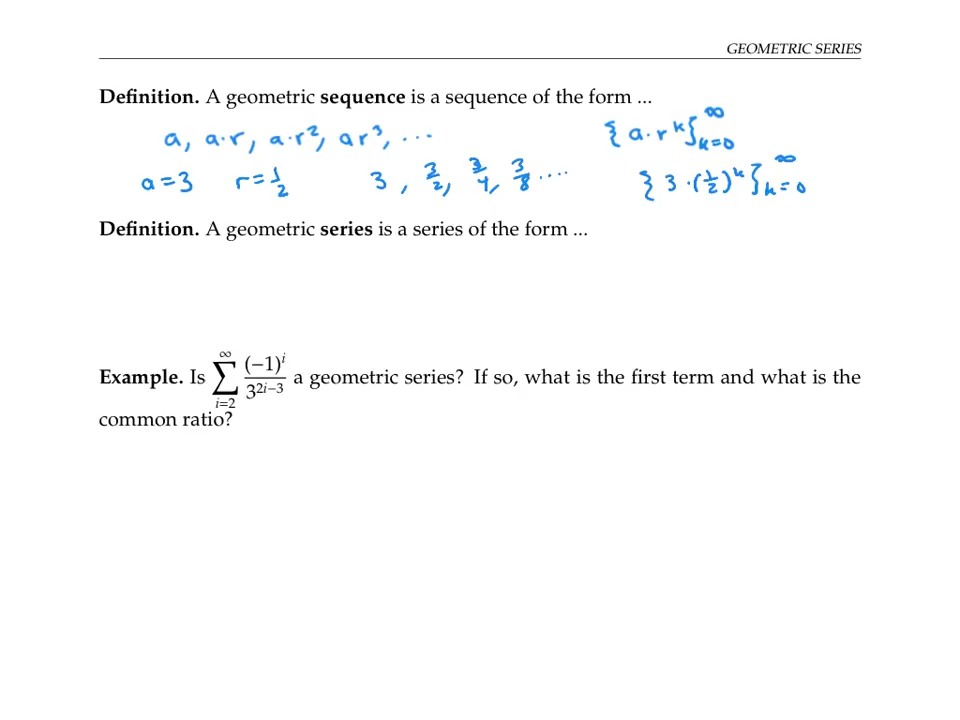 GEOMETRIC SERIES
Definition. A geometric sequence is a sequence of the form ...
a, a·r, a·r², ar³, ... {a·r^k}_{k=0}^∞
a=3 r=1/2 3, 3/2, 3/4, 3/8 .... {3·(1/2)^k}_{k=0}^∞
Definition. A geometric series is a series of the form ...
Example. Is ∑_{i=2}^{∞} (−1)^i / 3^{2i−3} a geometric series? If so, what is the first term and what is the
common ratio?